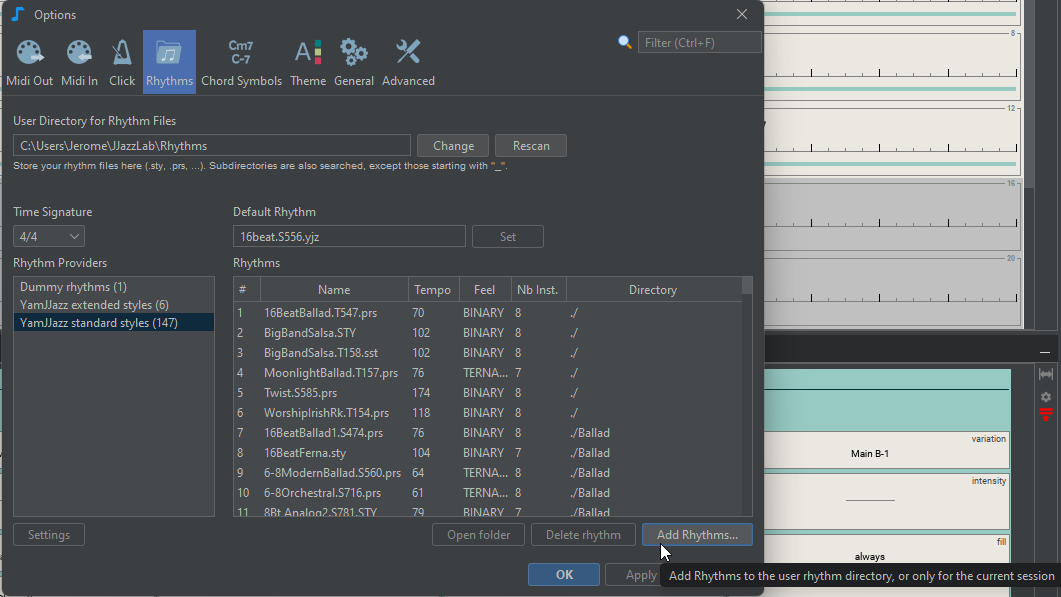 Options
Filter (Ctrl+F)
Cm7
C-7
A
Midi Out Midi In Click Rhythms Chord Symbols Theme General Advanced
User Directory for Rhythm Files
C:\Users\Jerome\JJazzLab\Rhythms Change Rescan
Store your rhythm files here (.sty, .prs, ...). Subdirectories are also searched, except those starting with "_".
Time Signature Default Rhythm
4/4 16beat.S556.yjz Set
Rhythm Providers Rhythms
Dummy rhythms (1)
YamJJazz extended styles (6)
YamJJazz standard styles (147)
# Name Tempo Feel Nb Inst. Directory
1 16BeatBallad.T547.prs 70 BINARY 8 ./
2 BigBandSalsa.STY 102 BINARY 8 ./
3 BigBandSalsa.T158.sst 102 BINARY 8 ./
4 MoonlightBallad.T157.prs 76 TERNA... 7 ./
5 Twist.S585.prs 174 BINARY 8 ./
6 WorshipIrishRk.T154.prs 118 BINARY 8 ./
7 16BeatBallad1.S474.prs 76 BINARY 8 ./Ballad
8 16BeatFerna.sty 104 BINARY 7 ./Ballad
9 6-8ModernBallad.S560.prs 64 TERNA... 8 ./Ballad
10 6-8Orchestral.S716.prs 61 TERNA... 8 ./Ballad
11 8Bt Analog2.S781.STY 79 BINARY 7 ./Ballad
Settings Open folder Delete rhythm Add Rhythms...
OK Apply
Add Rhythms to the user rhythm directory, or only for the current session
8
12
16
20
variation
Main B-1
intensity
fill
always